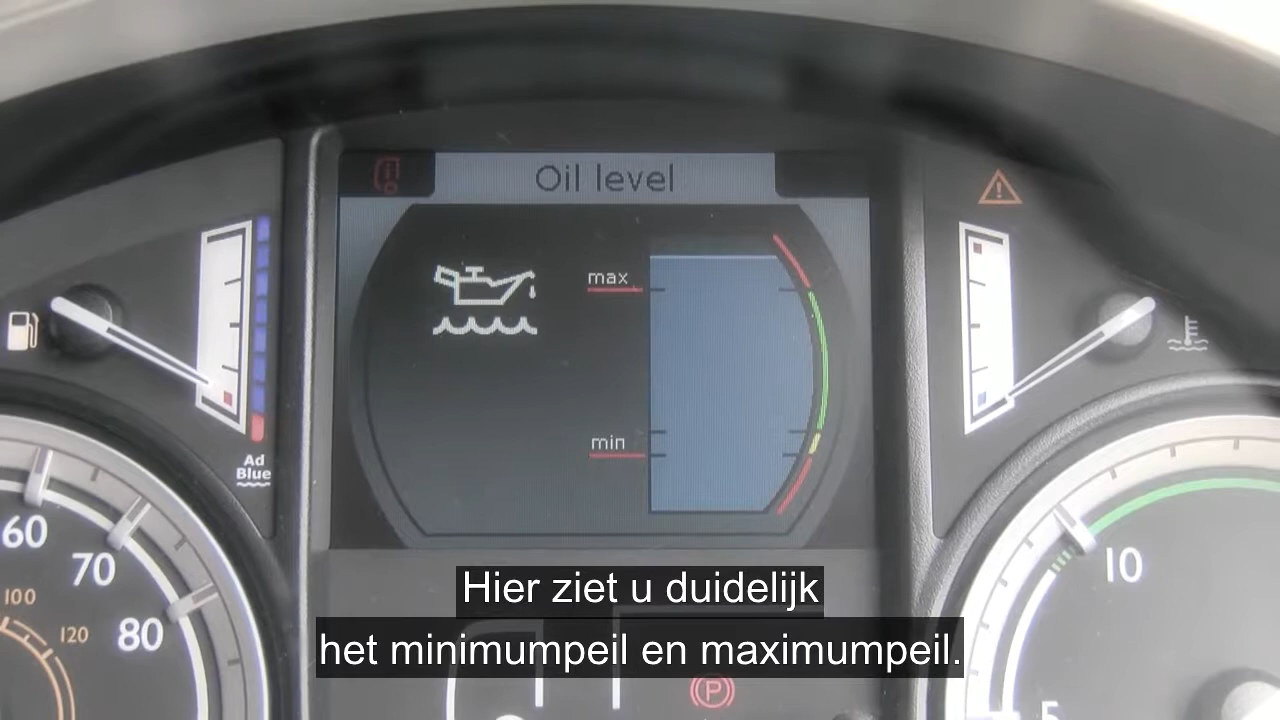 Oil level
max
min
Ad
Blue
60
70
80
100
120
10
5
P
Hier ziet u duidelijk
het minimumpeil en maximumpeil.